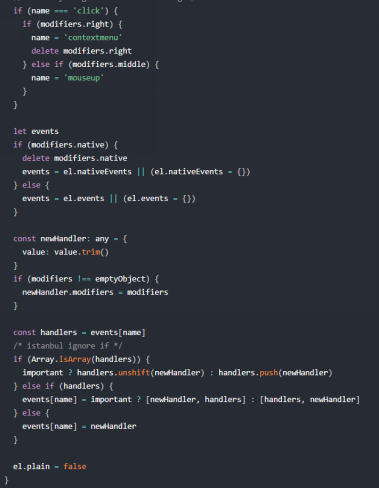 if (name === 'click') {
if (modifiers.right) {
name = 'contextmenu'
delete modifiers.right
} else if (modifiers.middle) {
name = 'mouseup'
}
}
let events
if (modifiers.native) {
delete modifiers.native
events = el.nativeEvents || (el.nativeEvents = {})
} else {
events = el.events || (el.events = {})
}
const newHandler: any = {
value: value.trim()
}
if (modifiers !== emptyObject) {
newHandler.modifiers = modifiers
}
const handlers = events[name]
/* istanbul ignore if */
if (Array.isArray(handlers)) {
important ? handlers.unshift(newHandler) : handlers.push(newHandler)
} else if (handlers) {
events[name] = important ? [newHandler, handlers] : [handlers, newHandler]
} else {
events[name] = newHandler
}
el.plain = false
}